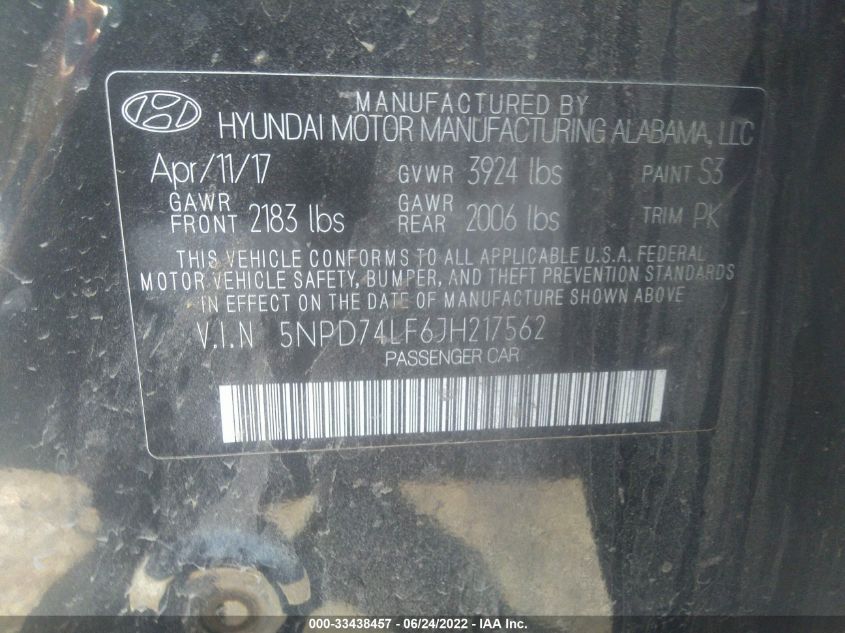 MANUFACTURED BY
HYUNDAI MOTOR MANUFACTURING ALABAMA, LLC
Apr/11/17 GVWR 3924 lbs PAINT S3
GAWR FRONT 2183 lbs GAWR REAR 2006 lbs TRIM PK
THIS VEHICLE CONFORMS TO ALL APPLICABLE U.S.A. FEDERAL
MOTOR VEHICLE SAFETY, BUMPER, AND THEFT PREVENTION STANDARDS
IN EFFECT ON THE DATE OF MANUFACTURE SHOWN ABOVE
V.I.N 5NPD74LF6JH217562
PASSENGER CAR
000-33438457 - 06/24/2022 - IAA Inc.